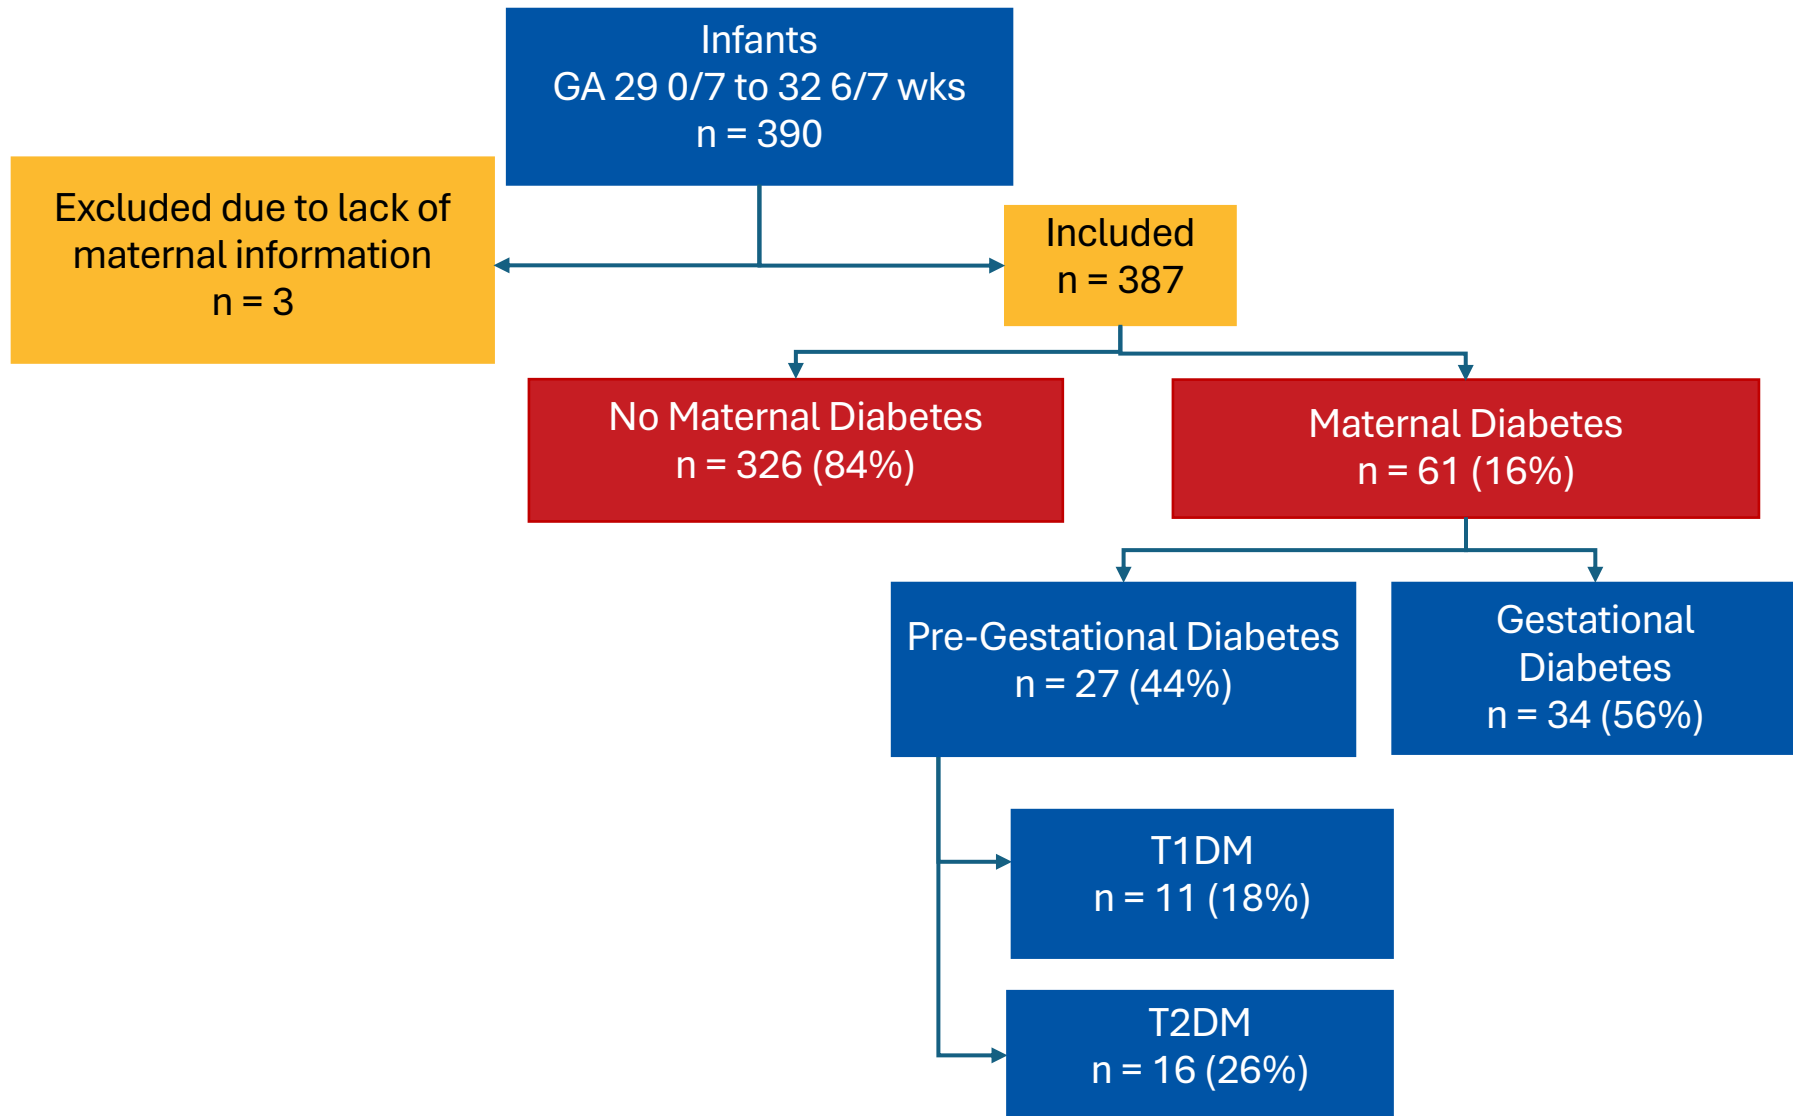 Infants
GA 29 0/7 to 32 6/7 wks
n = 390
Excluded due to lack of
maternal information
n = 3
Included
n = 387
No Maternal Diabetes
n = 326 (84%)
Maternal Diabetes
n = 61 (16%)
Pre-Gestational Diabetes
n = 27 (44%)
Gestational
Diabetes
n = 34 (56%)
T1DM
n = 11 (18%)
T2DM
n = 16 (26%)